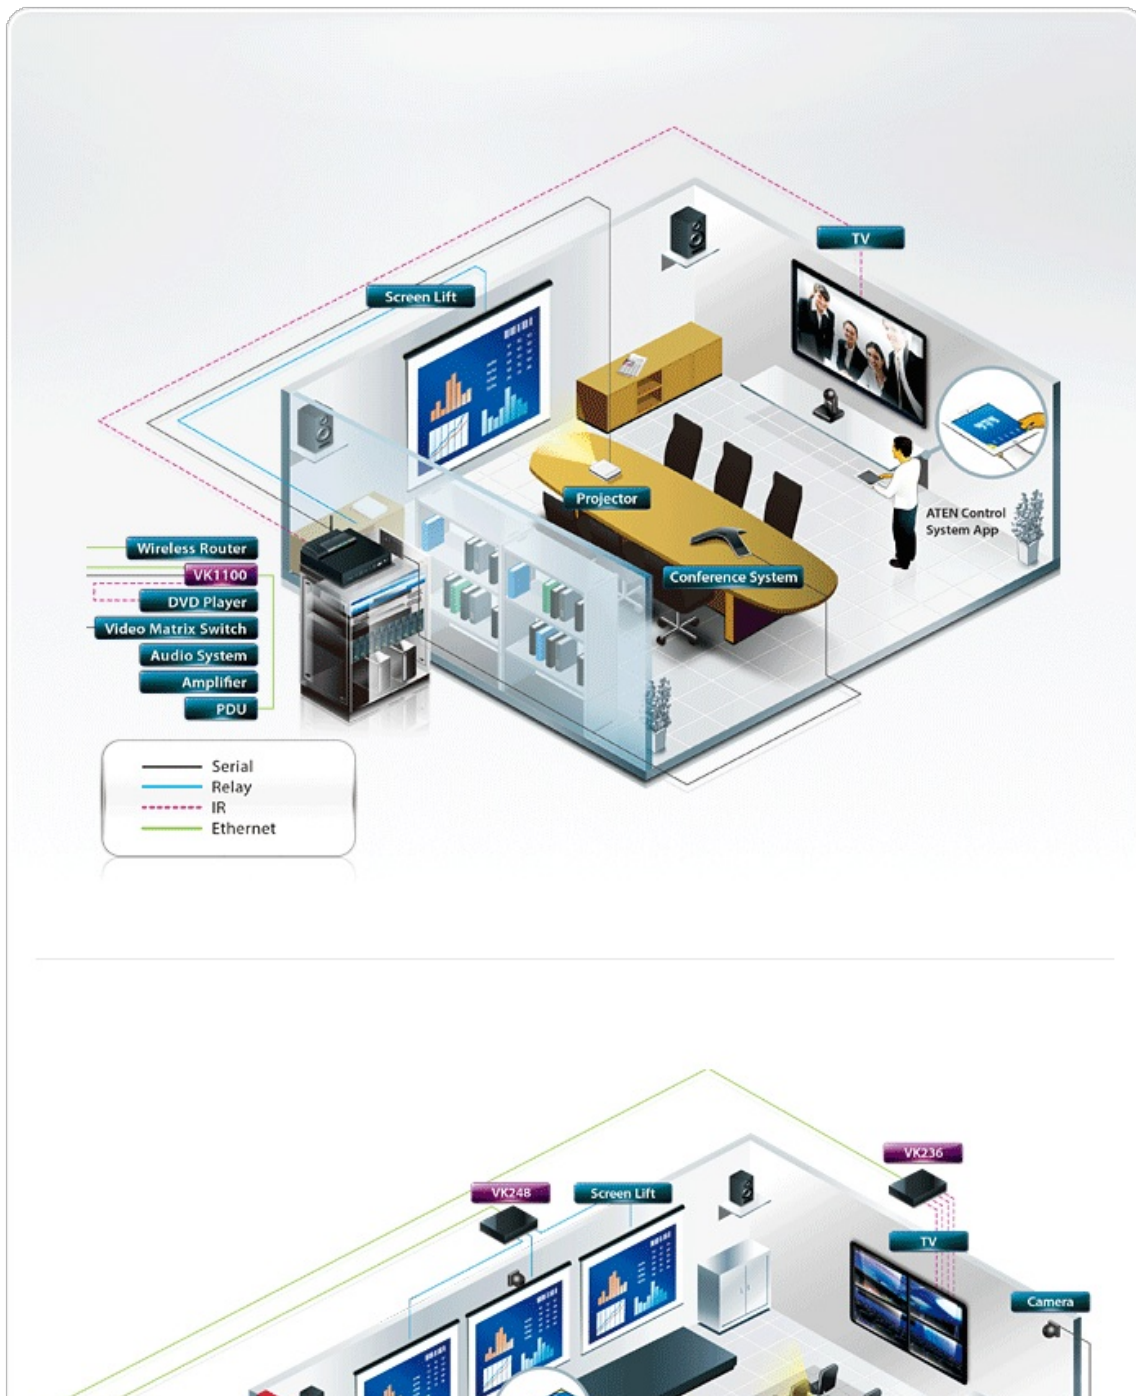 TV
Screen Lift
Projector
ATEN Control
System App
Conference System
Wireless Router
VK1100
DVD Player
Video Matrix Switch
Audio System
Amplifier
PDU
Serial
Relay
IR
Ethernet
VK236
VK248
Screen Lift
TV
Camera